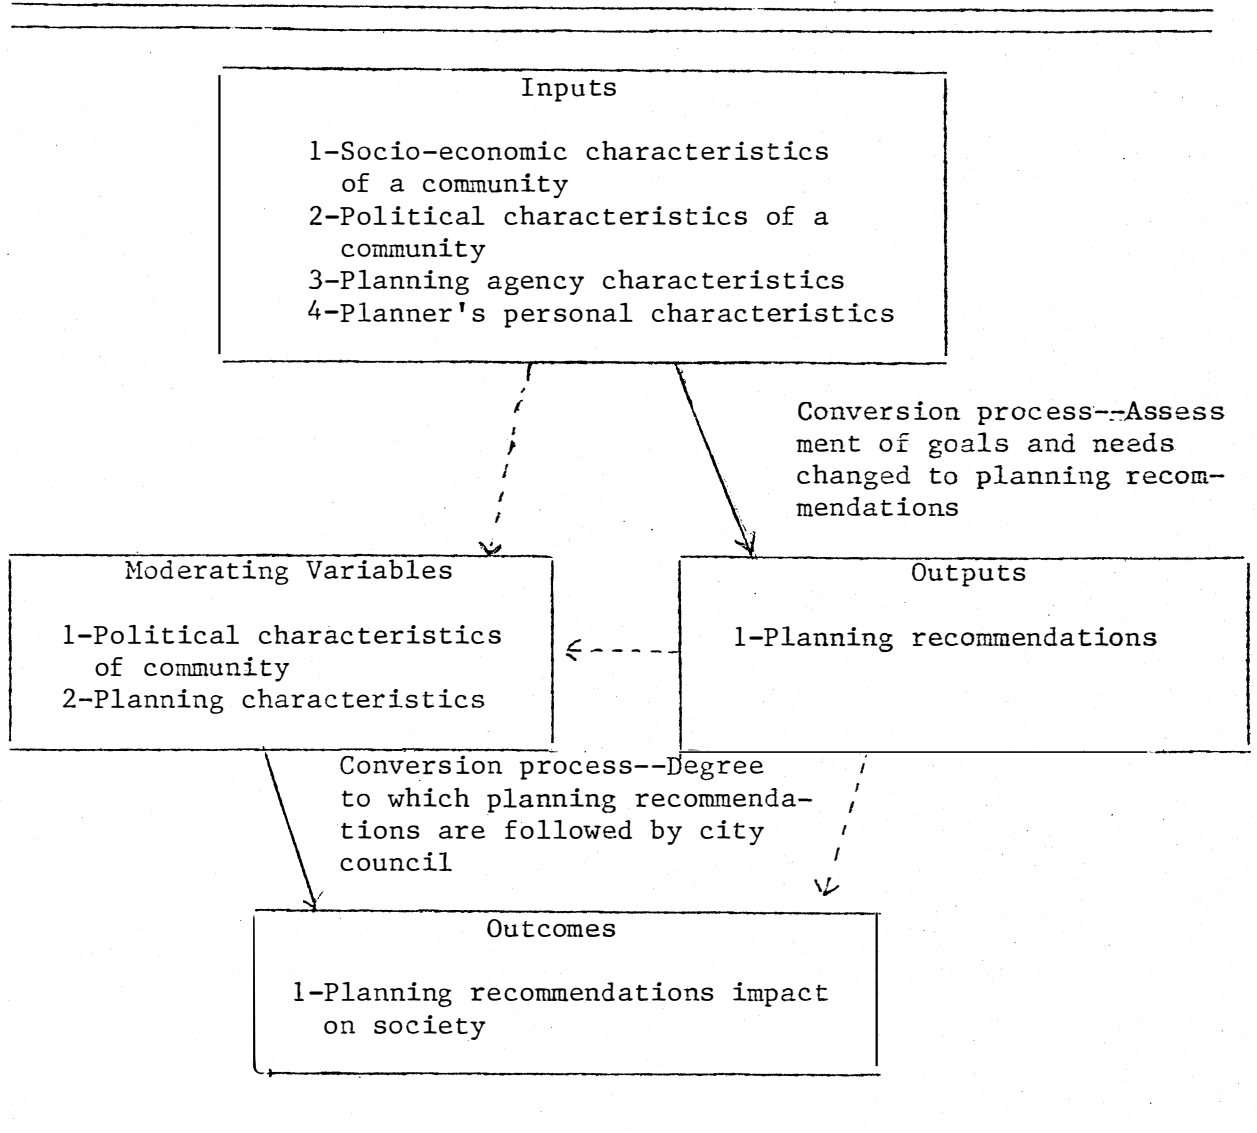 Inputs
1-Socio-economic characteristics
of a community
2-Political characteristics of a
community
3-Planning agency characteristics
4-Planner's personal characteristics
Conversion process--Assess
ment of goals and needs
changed to planning recom-
mendations
Moderating Variables
1-Political characteristics
of community
2-Planning characteristics
Outputs
1-Planning recommendations
Conversion process--Degree
to which planning recommenda-
tions are followed by city
council
Outcomes
1-Planning recommendations impact
on society